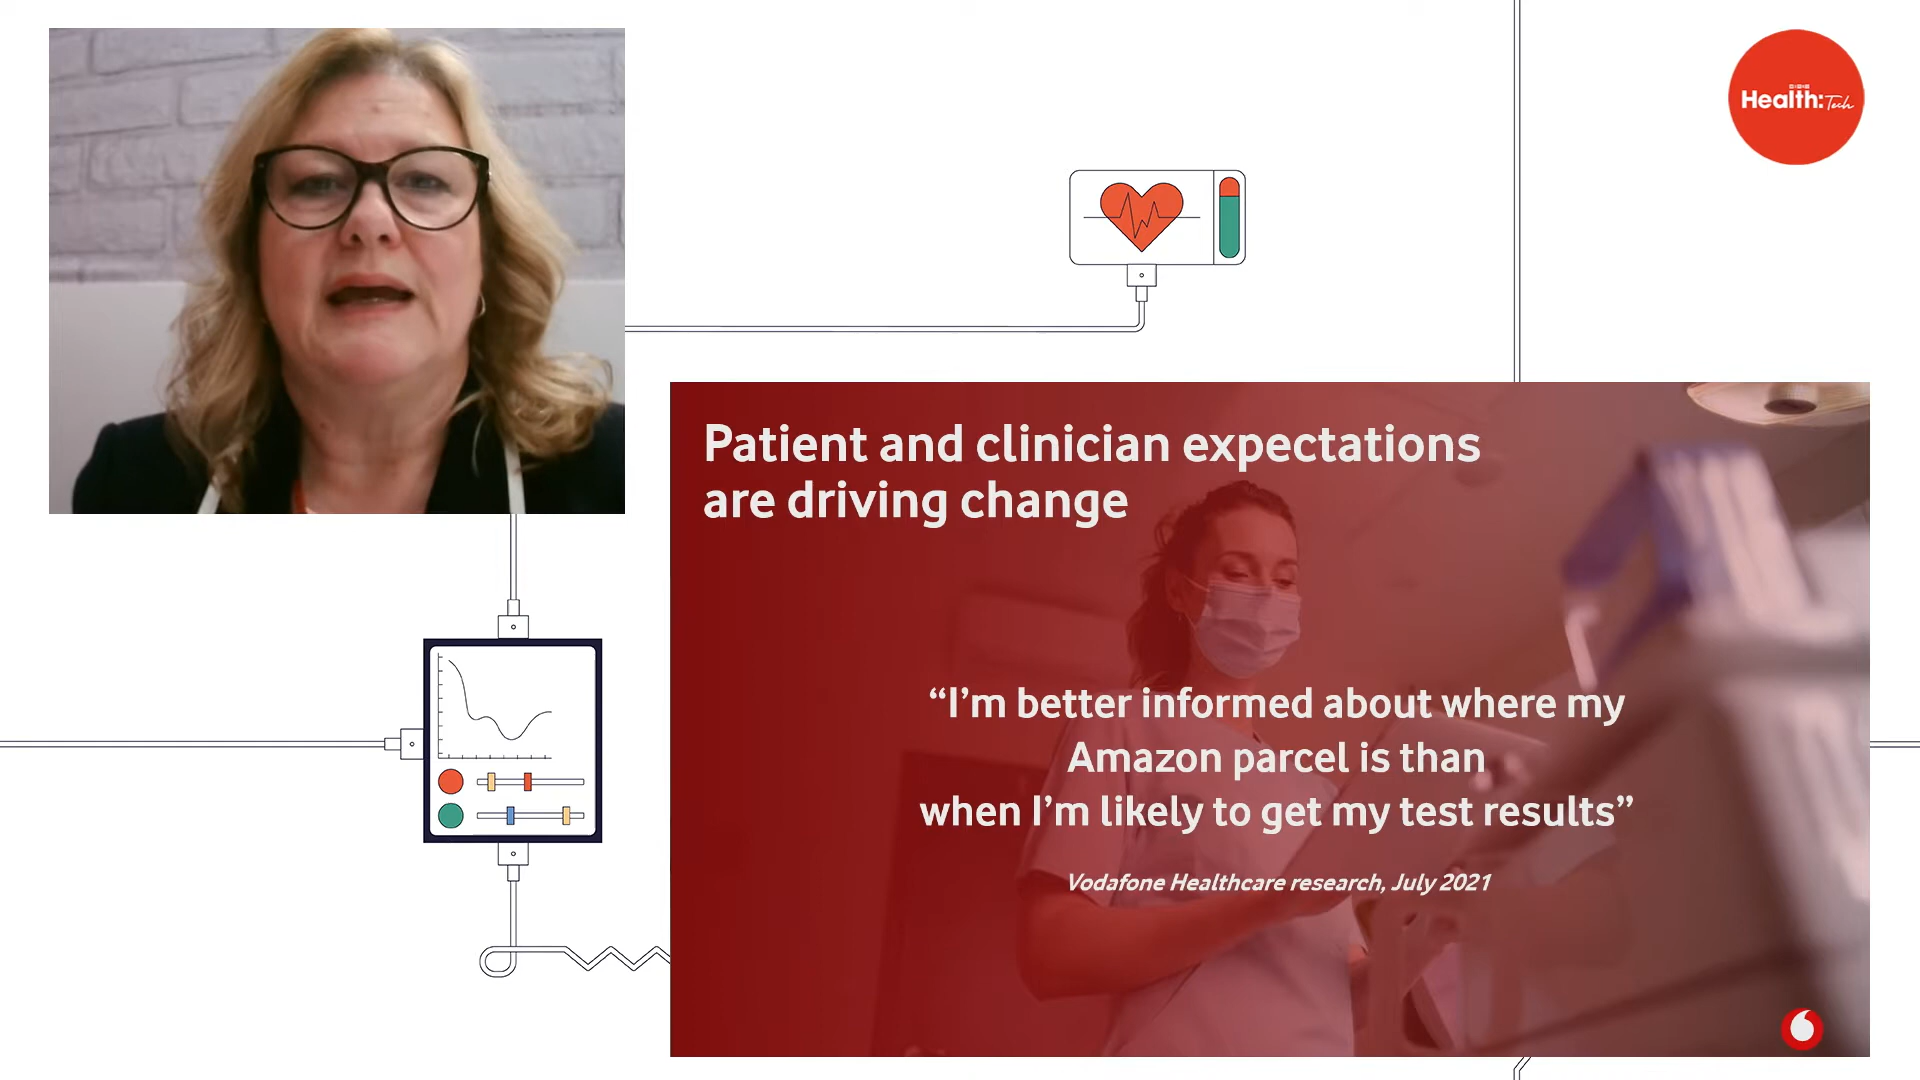 Health:Tech
Patient and clinician expectations
are driving change
“I’m better informed about where my
Amazon parcel is than
when I’m likely to get my test results”
Vodafone Healthcare research, July 2021